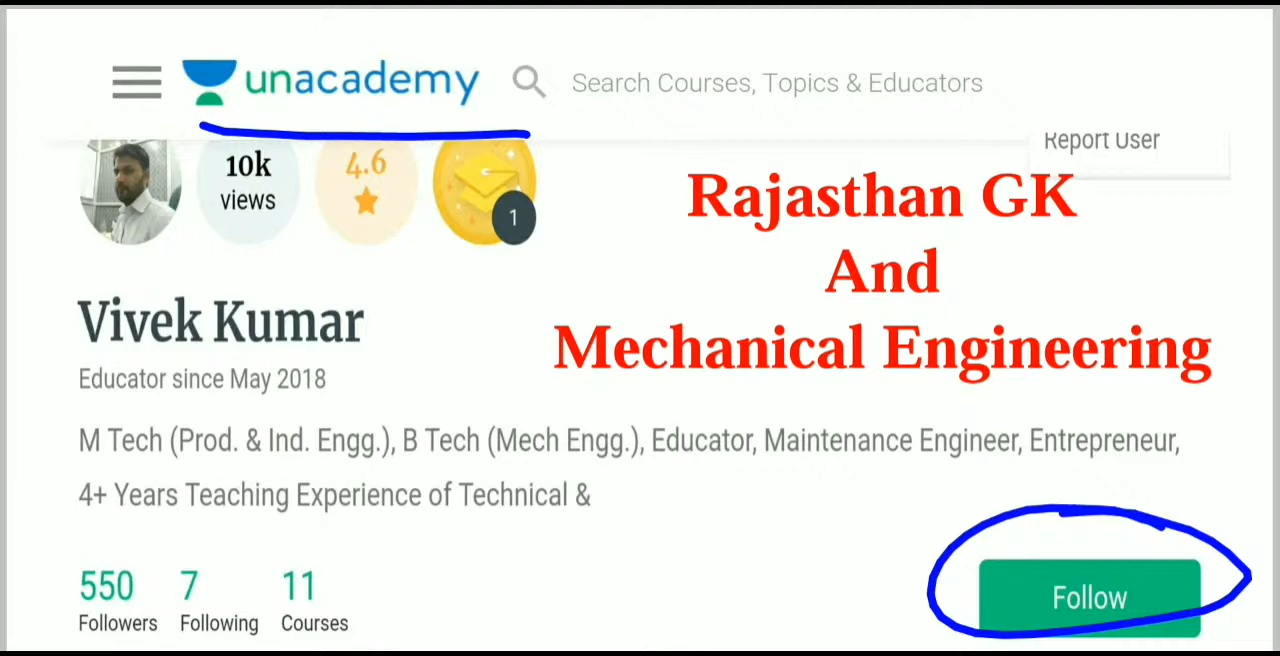 unacademy
Search Courses, Topics & Educators
Report User
10k
views
4.6
1
Rajasthan GK
And
Mechanical Engineering
Vivek Kumar
Educator since May 2018
M Tech (Prod. & Ind. Engg.), B Tech (Mech Engg.), Educator, Maintenance Engineer, Entrepreneur,
4+ Years Teaching Experience of Technical &
550
7
11
Followers
Following
Courses
Follow